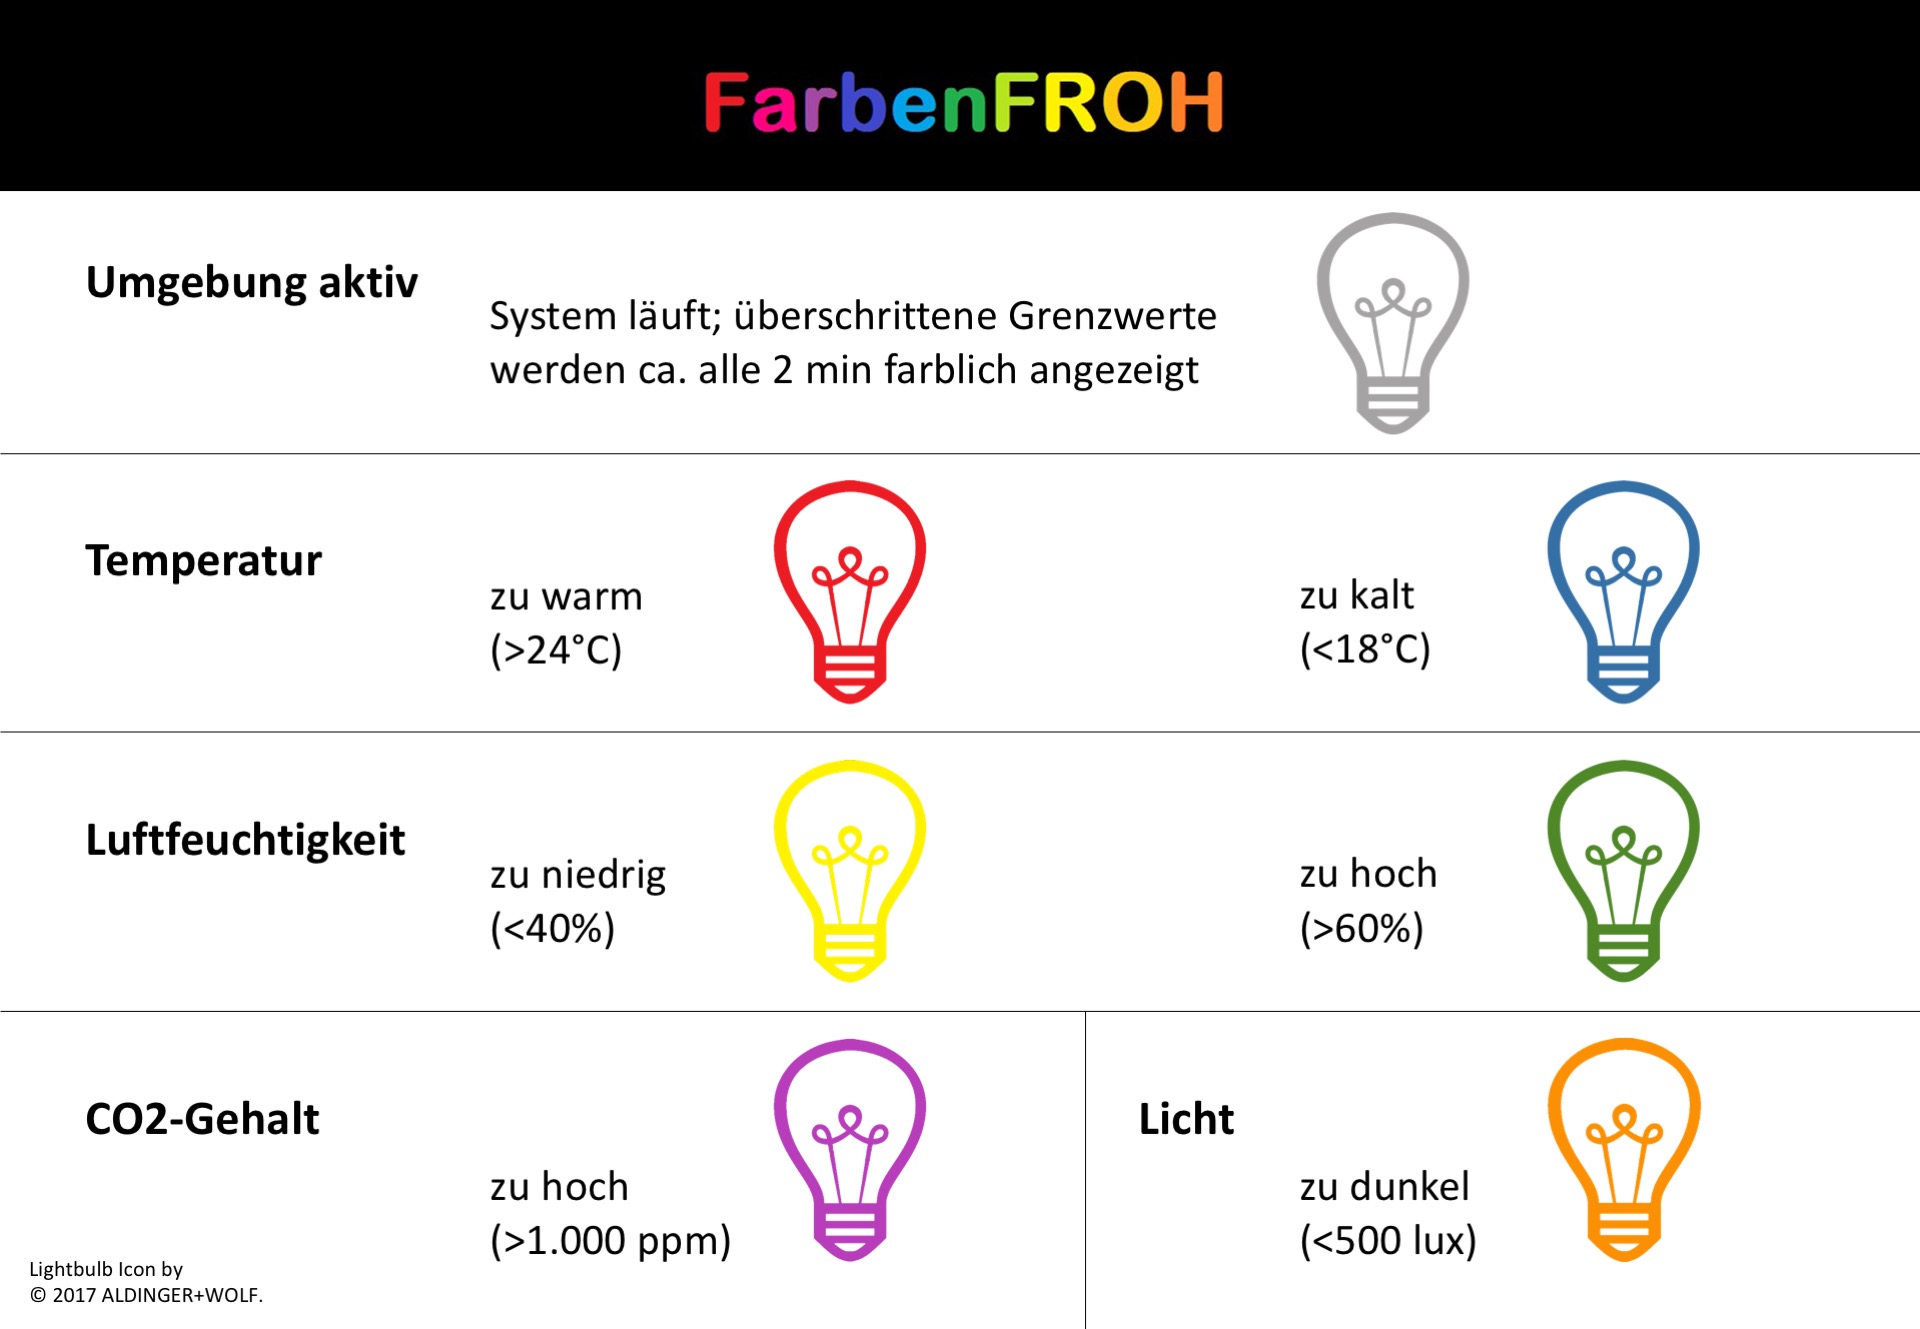 FarbenFROH
Umgebung aktiv
System läuft; überschrittene Grenzwerte
werden ca. alle 2 min farblich angezeigt
Temperatur
zu warm
(>24°C)
zu kalt
(<18°C)
Luftfeuchtigkeit
zu niedrig
(<40%)
zu hoch
(>60%)
CO2-Gehalt
zu hoch
(>1.000 ppm)
Licht
zu dunkel
(<500 lux)
Lightbulb Icon by
© 2017 ALDINGER+WOLF.